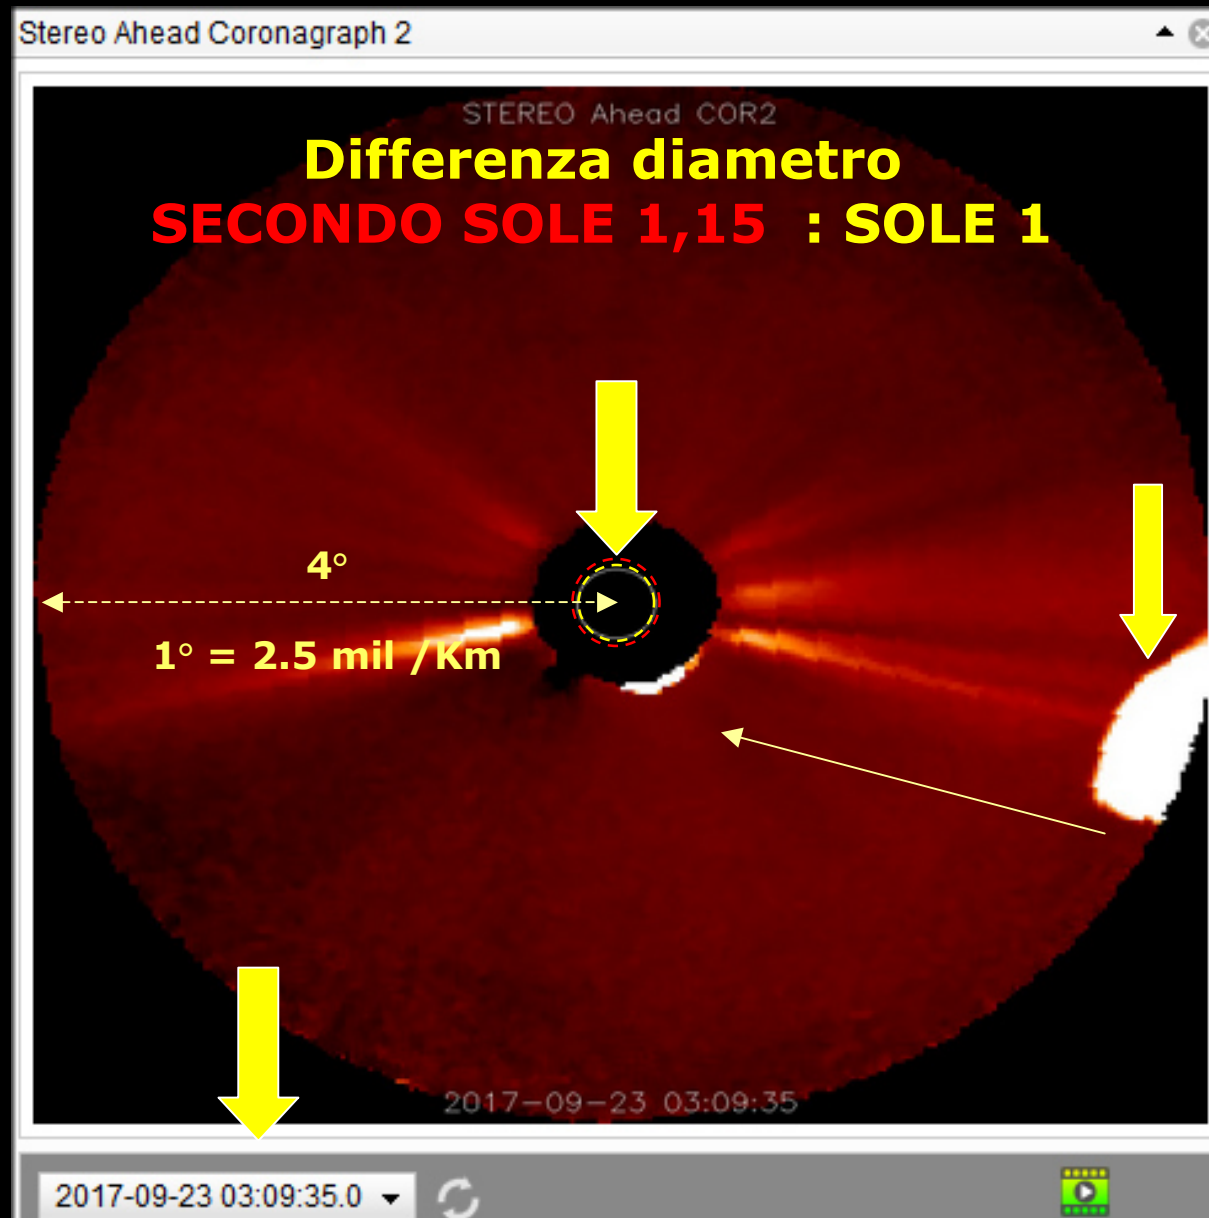 Stereo Ahead Coronagraph 2
STEREO Ahead COR2
Differenza diametro
SECONDO SOLE 1,15 : SOLE 1
4°
1° = 2.5 mil /Km
2017-09-23 03:09:35
2017-09-23 03:09:35.0